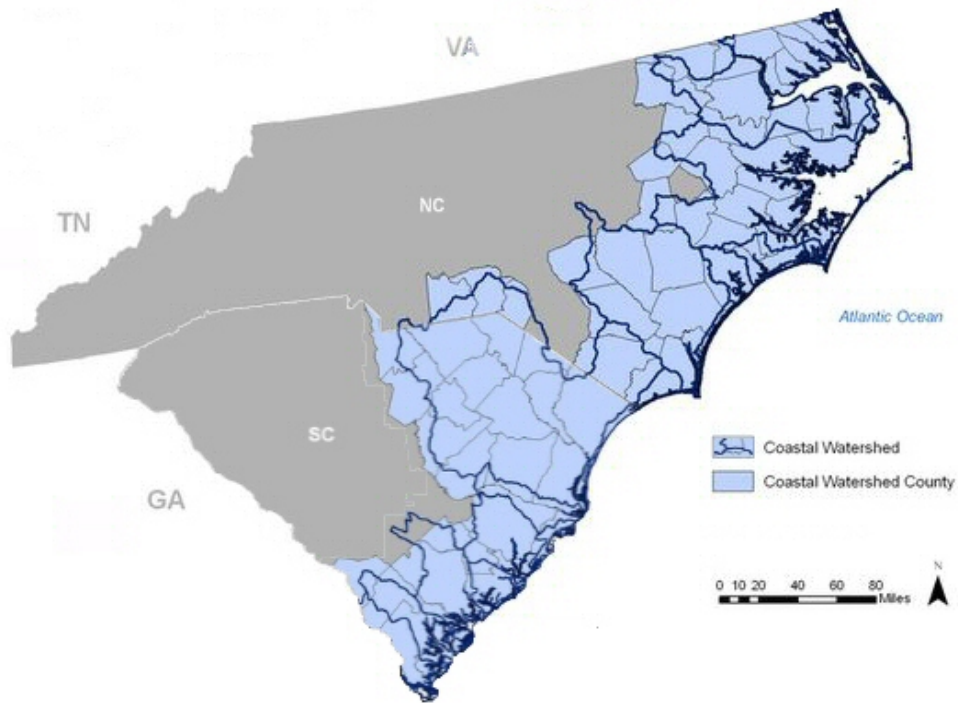 VA
TN
NC
Atlantic Ocean
SC
Coastal Watershed
GA
Coastal Watershed County
N
0 10 20 40 60 80
Miles